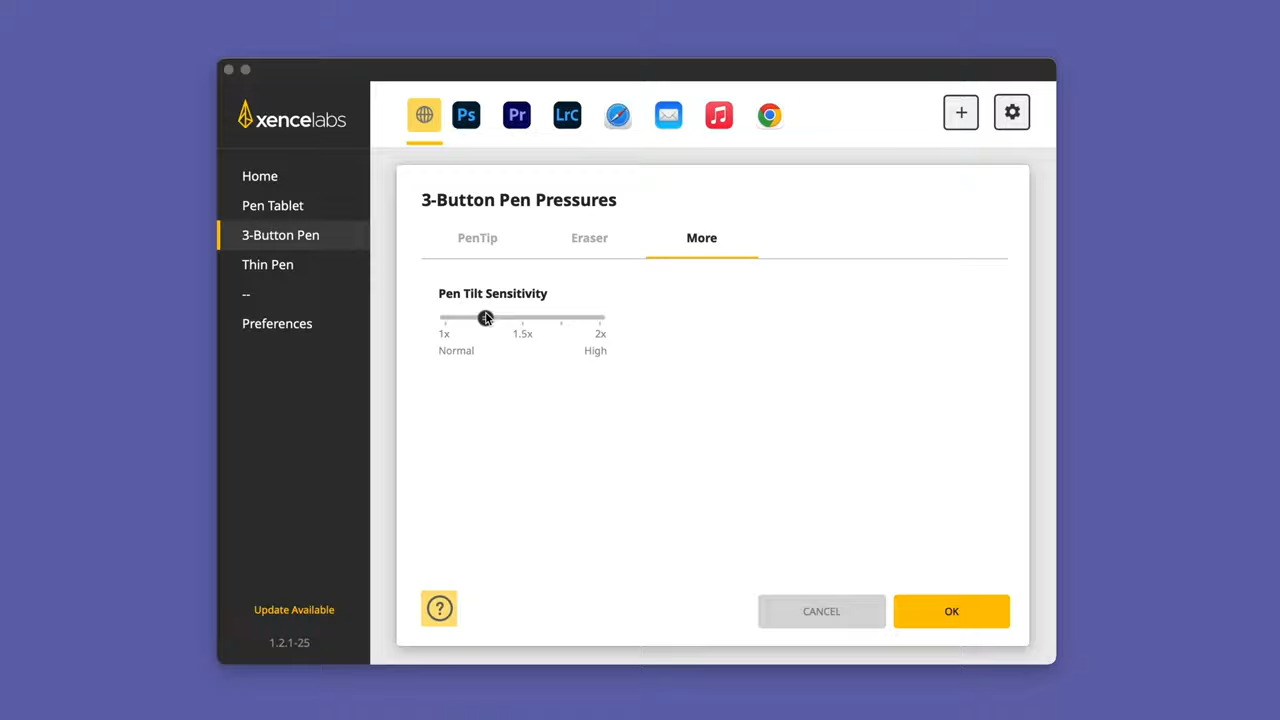 xencelabs
Ps
Pr
LrC
+
Home
Pen Tablet
3-Button Pen
Thin Pen
--
Preferences
Update Available
1.2.1-25
3-Button Pen Pressures
PenTip
Eraser
More
Pen Tilt Sensitivity
1x 1.5x 2x
Normal High
?
CANCEL
OK